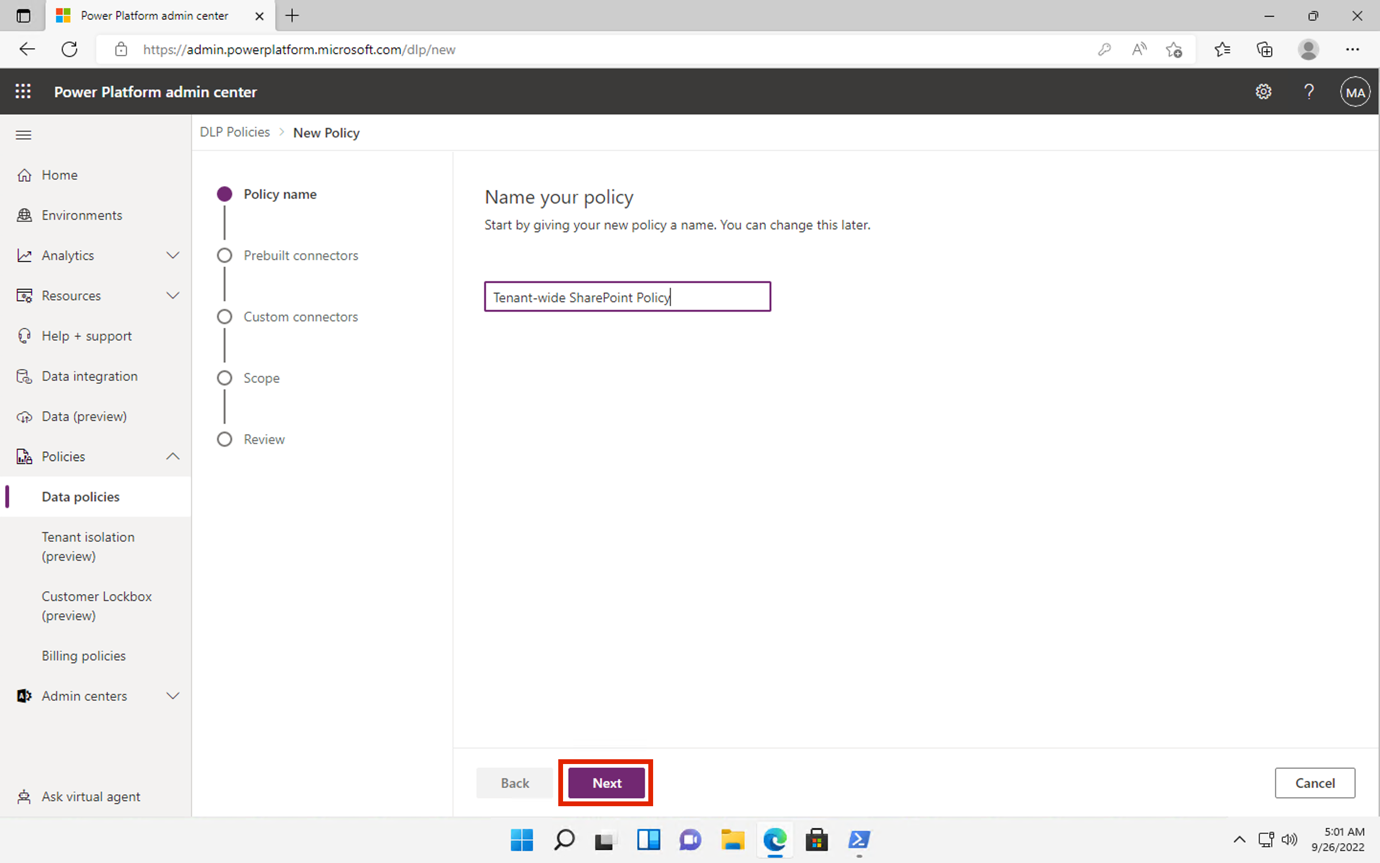 Power Platform admin center
https://admin.powerplatform.microsoft.com/dlp/new
Power Platform admin center
?
MA
DLP Policies > New Policy
Home
Environments
Analytics
Resources
Help + support
Data integration
Data (preview)
Policies
Data policies
Tenant isolation
(preview)
Customer Lockbox
(preview)
Billing policies
Admin centers
Ask virtual agent
Policy name
Prebuilt connectors
Custom connectors
Scope
Review
Name your policy
Start by giving your new policy a name. You can change this later.
Tenant-wide SharePoint Policy
Back
Next
Cancel
5:01 AM
9/26/2022